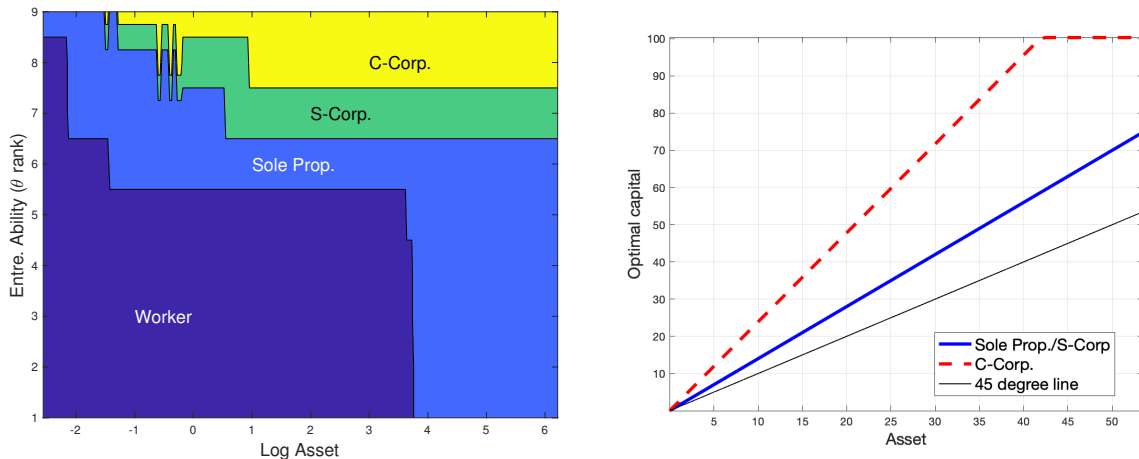 9
8
7
6
5
4
3
2
1
Entre. Ability (θ rank)
C-Corp.
S-Corp.
Sole Prop.
Worker
-2 -1 0 1 2 3 4 5 6
Log Asset
100
90
80
70
60
50
40
30
20
10
Optimal capital
Sole Prop./S-Corp
C-Corp.
45 degree line
5 10 15 20 25 30 35 40 45 50
Asset